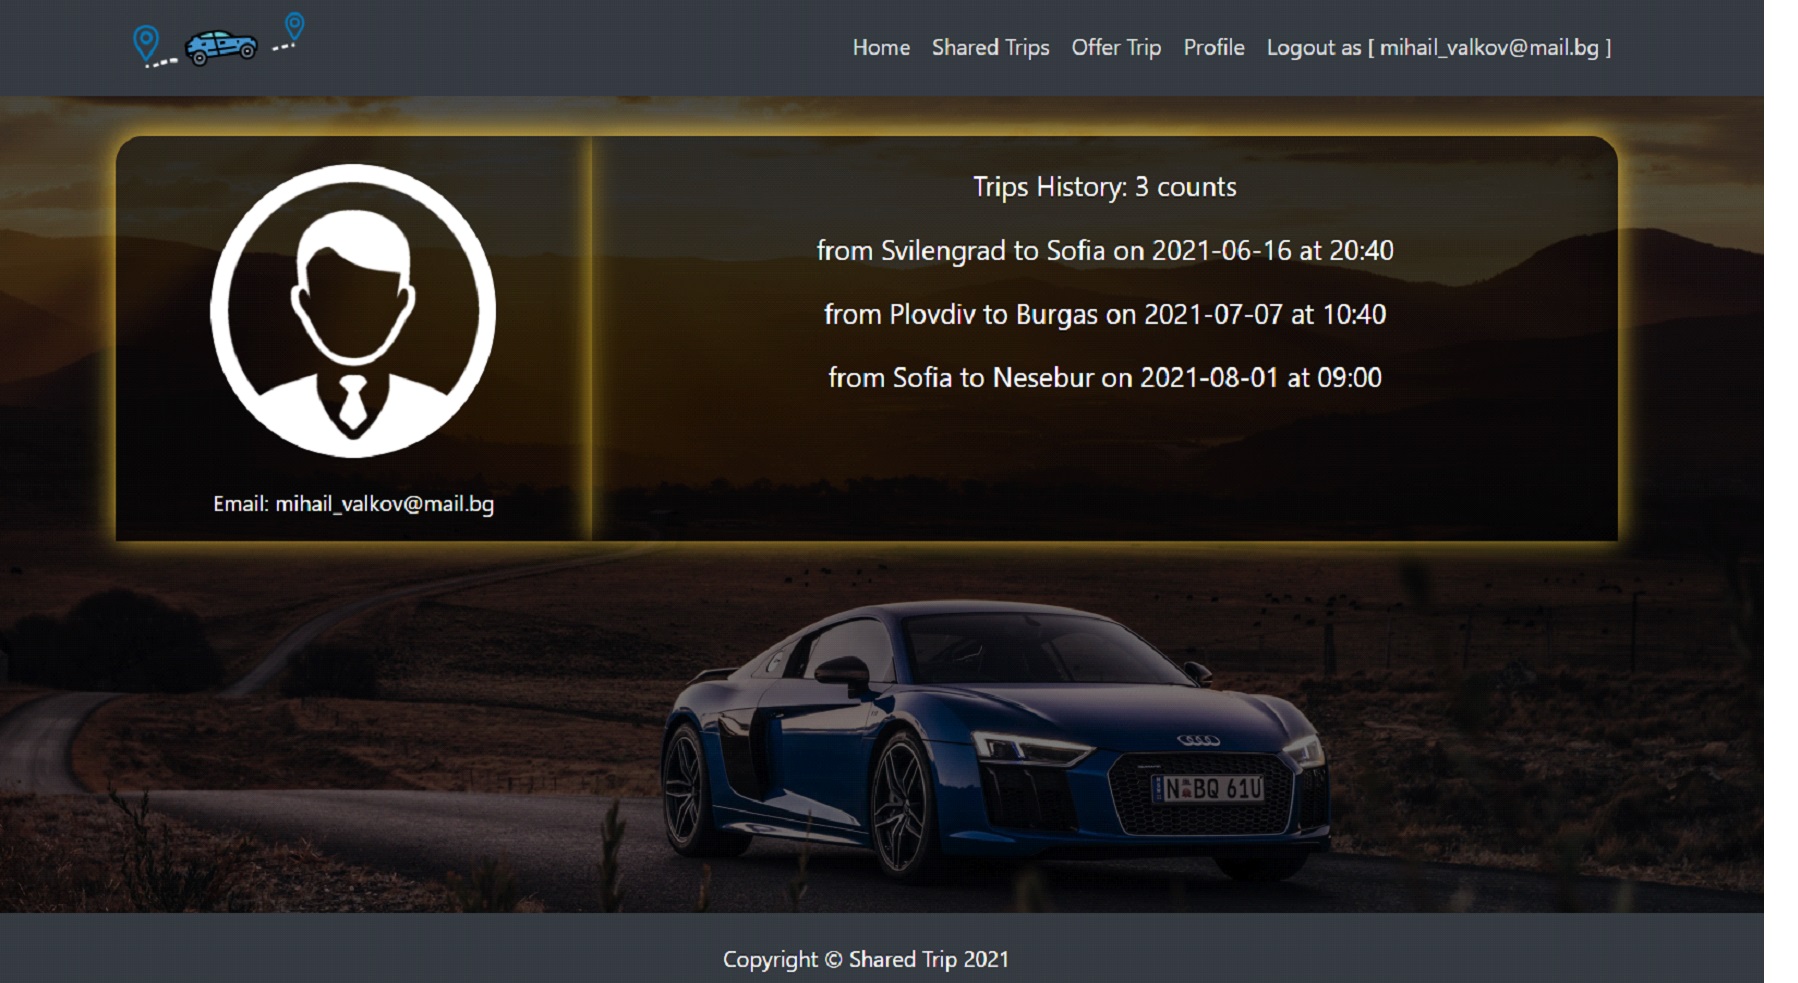 Home Shared Trips Offer Trip Profile Logout as [ mihail_valkov@mail.bg ]
Trips History: 3 counts
from Svilengrad to Sofia on 2021-06-16 at 20:40
from Plovdiv to Burgas on 2021-07-07 at 10:40
from Sofia to Nesebur on 2021-08-01 at 09:00
Email: mihail_valkov@mail.bg
N BQ 61U
Copyright © Shared Trip 2021